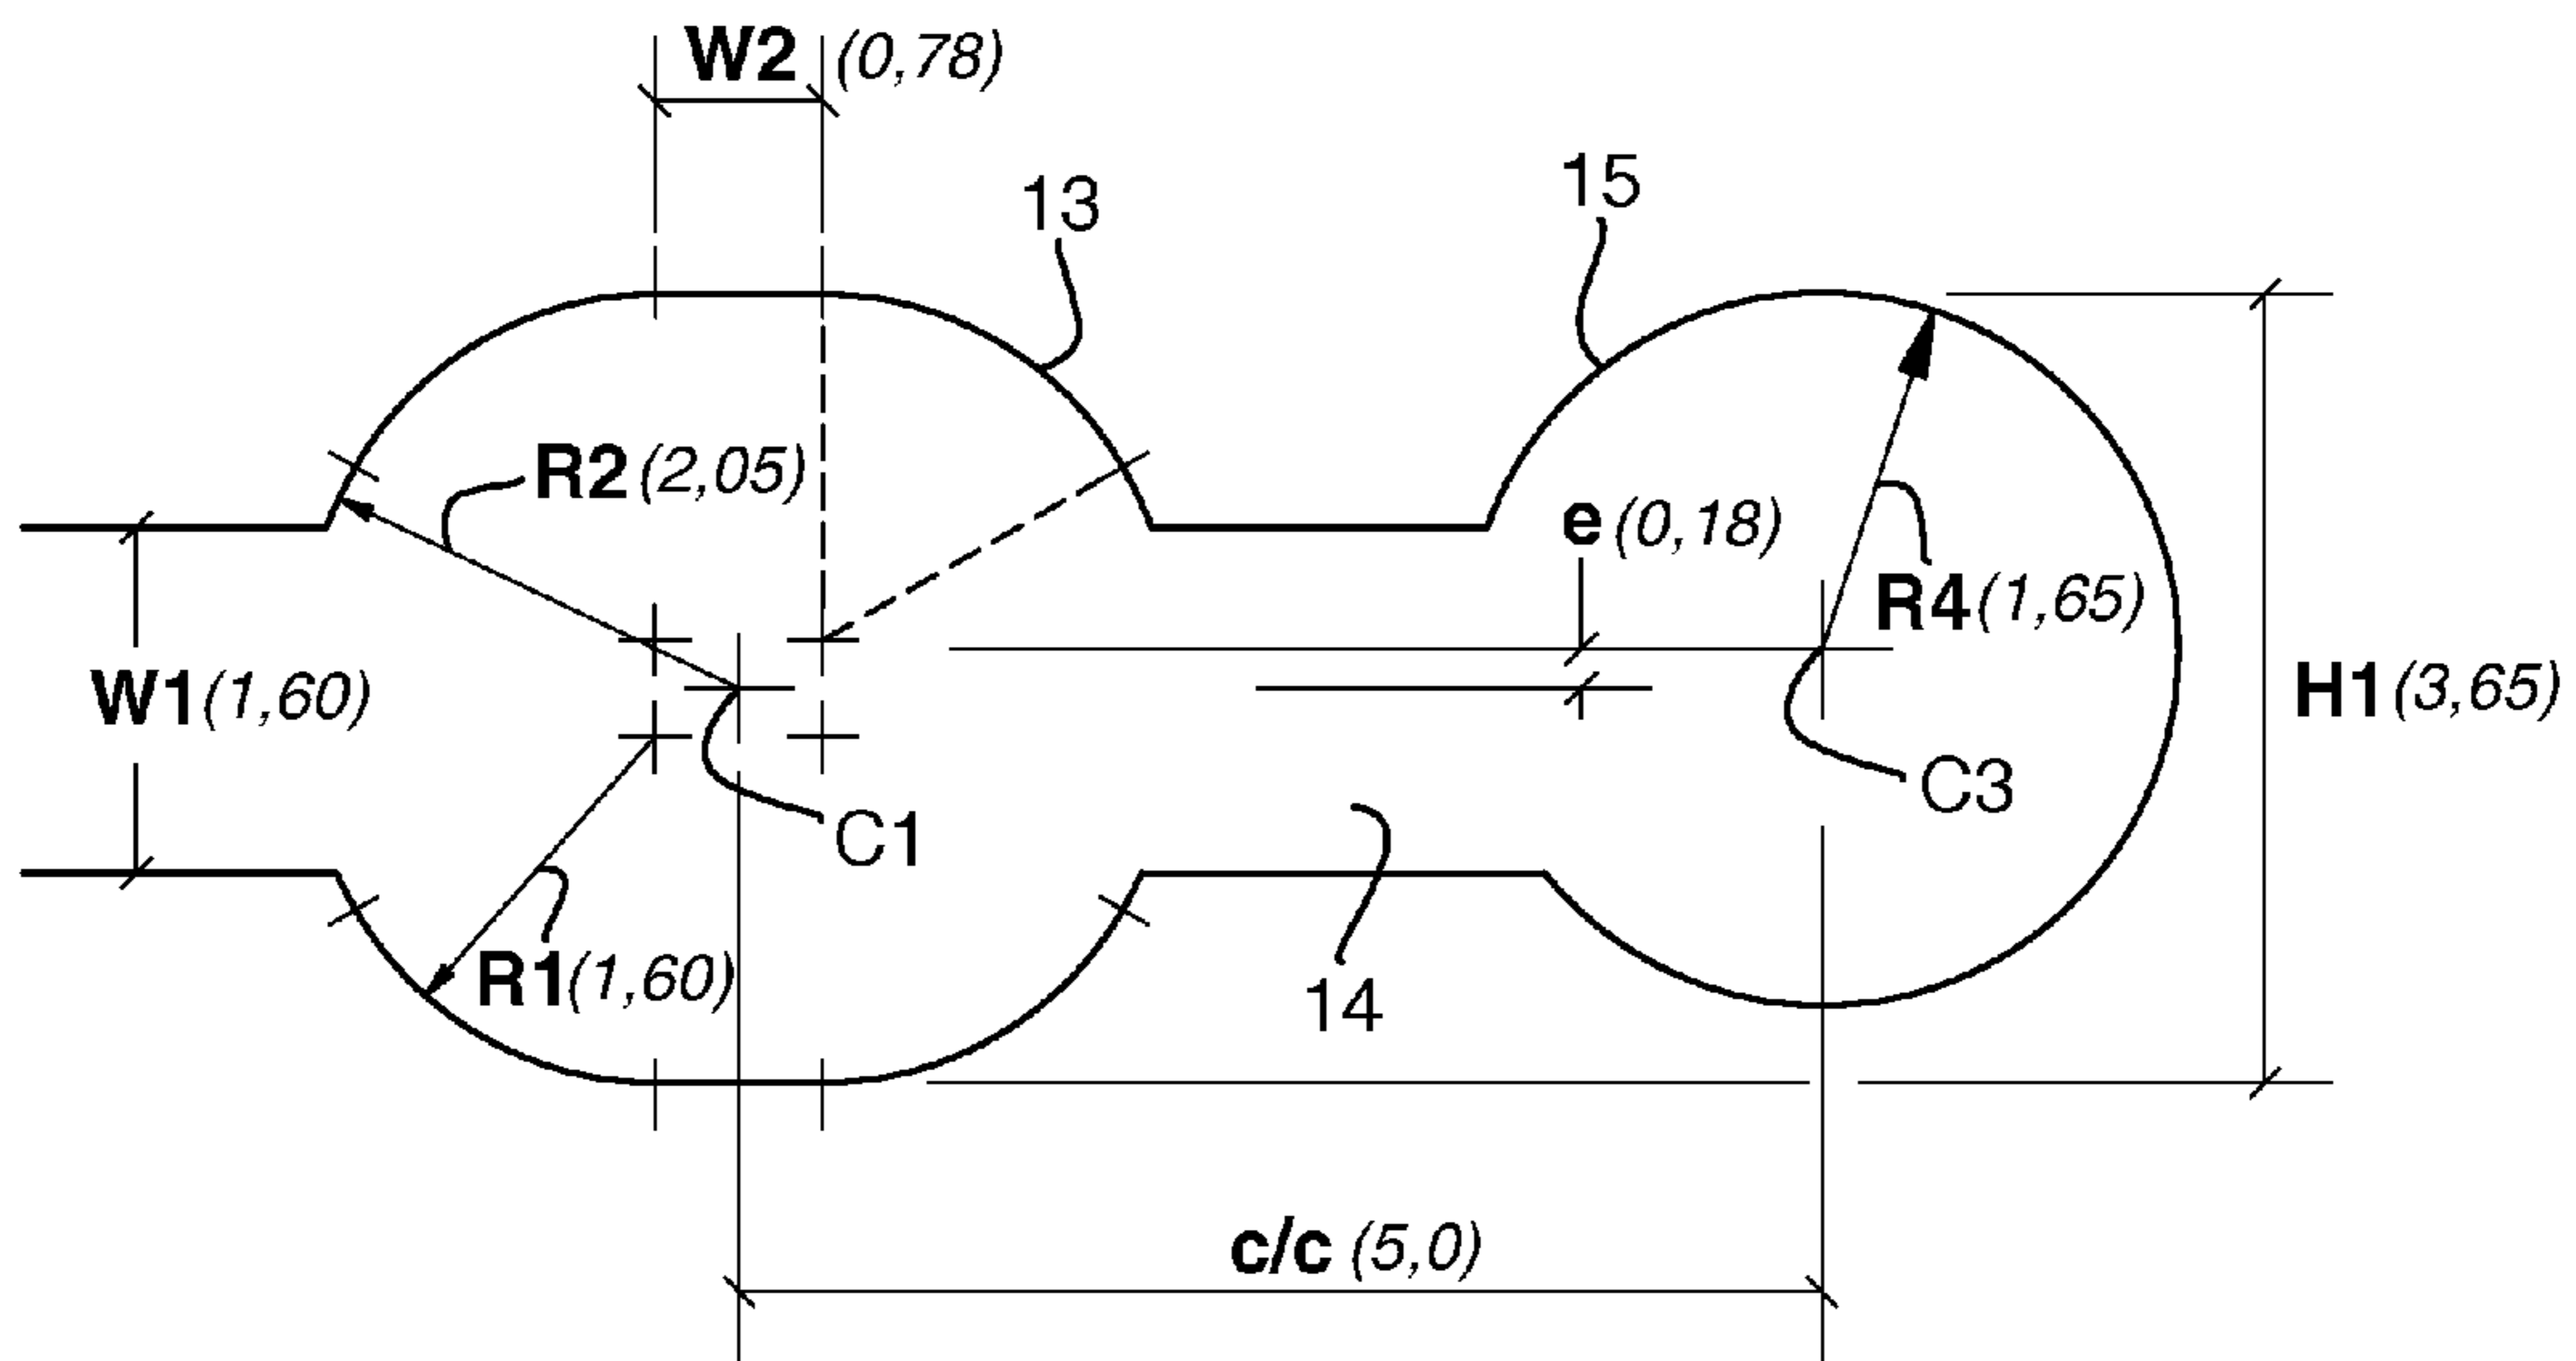 W2 (0,78)
13
15
R2 (2,05)
e (0,18)
R4 (1,65)
W1 (1,60)
H1 (3,65)
C3
C1
R1 (1,60)
14
c/c (5,0)